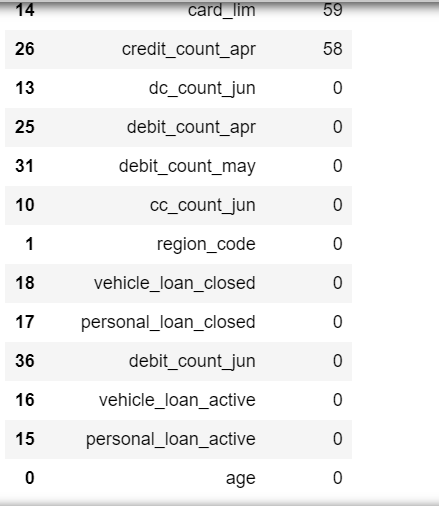 14 card_lim 59
26 credit_count_apr 58
13 dc_count_jun 0
25 debit_count_apr 0
31 debit_count_may 0
10 cc_count_jun 0
1 region_code 0
18 vehicle_loan_closed 0
17 personal_loan_closed 0
36 debit_count_jun 0
16 vehicle_loan_active 0
15 personal_loan_active 0
0 age 0